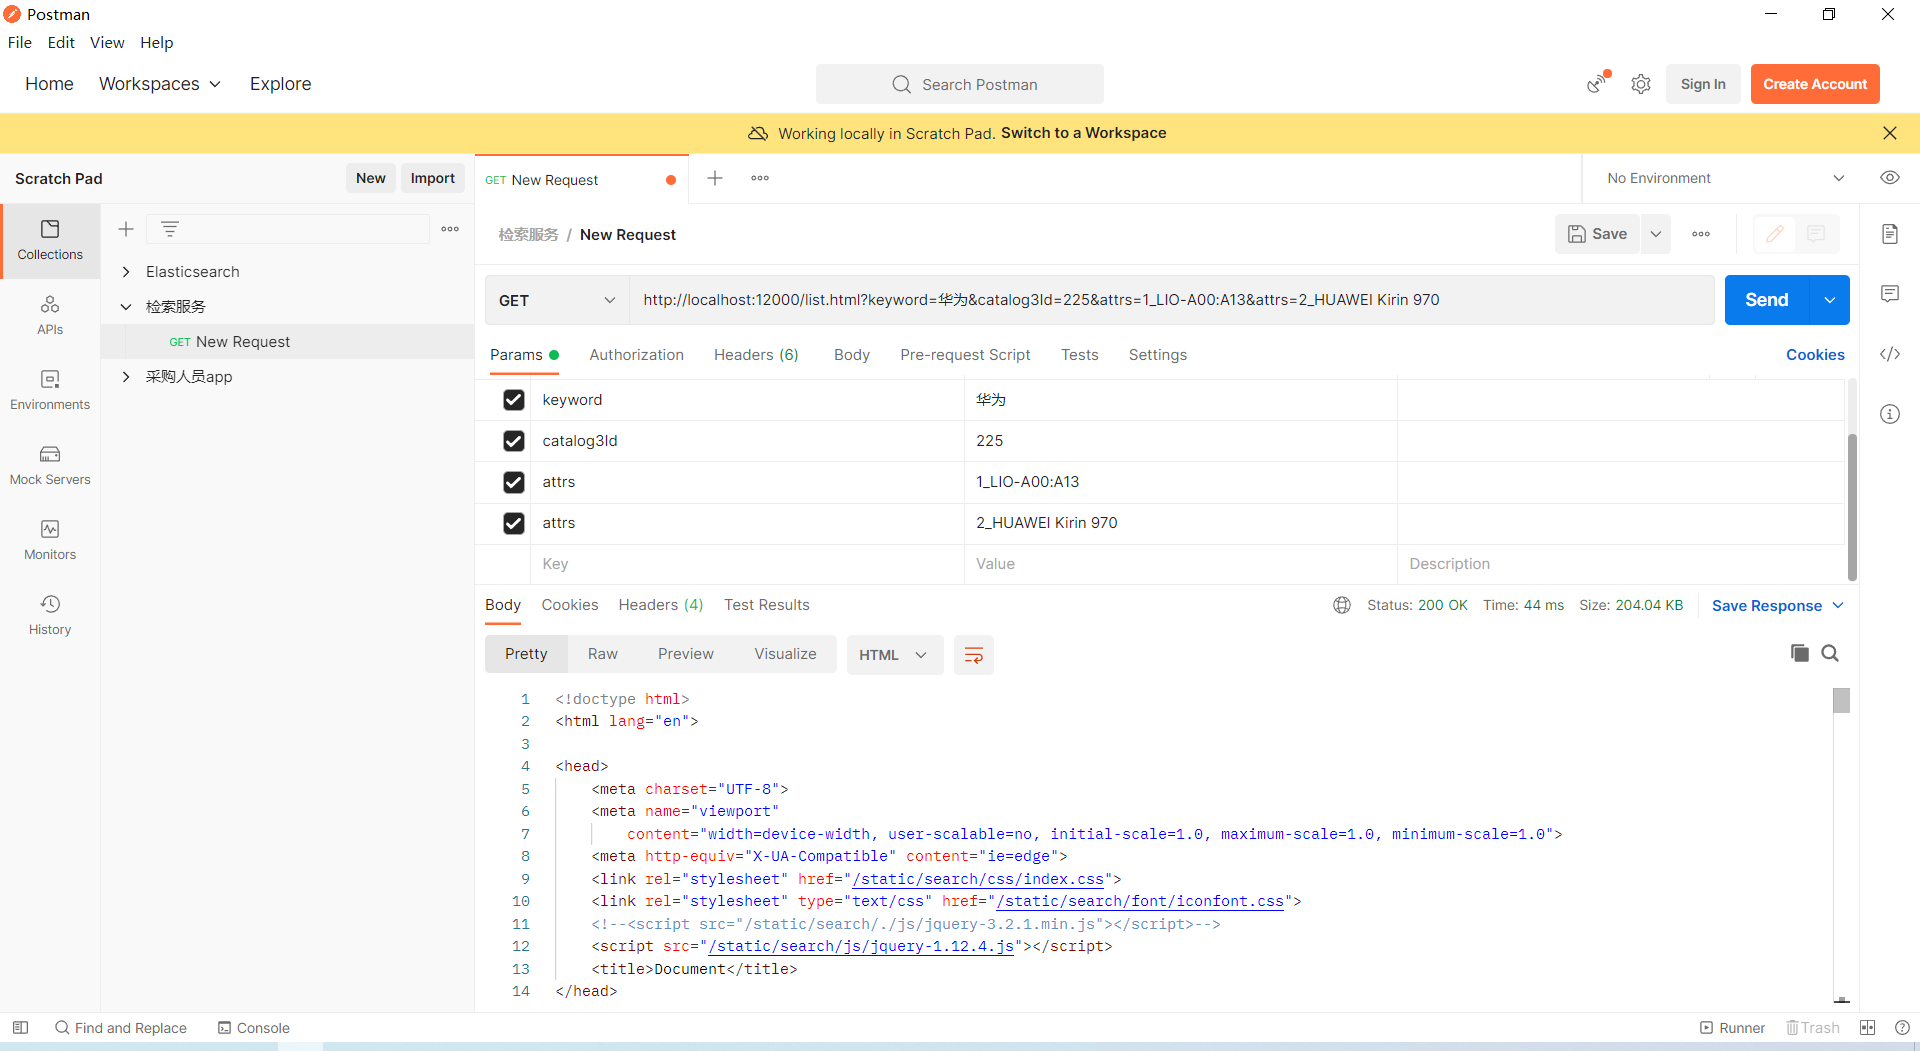 Postman
File Edit View Help
Home Workspaces Explore Search Postman Sign In Create Account
Working locally in Scratch Pad. Switch to a Workspace
Scratch Pad New Import GET New Request No Environment
Collections
APIs
Environments
Mock Servers
Monitors
History
Elasticsearch
检索服务
GET New Request
采购人员app
检索服务 / New Request Save
GET http://localhost:12000/list.html?keyword=华为&catalog3Id=225&attrs=1_LIO-A00:A13&attrs=2_HUAWEI Kirin 970 Send
Params Authorization Headers (6) Body Pre-request Script Tests Settings Cookies
keyword 华为
catalog3Id 225
attrs 1_LIO-A00:A13
attrs 2_HUAWEI Kirin 970
Key Value Description
Body Cookies Headers (4) Test Results Status: 200 OK Time: 44 ms Size: 204.04 KB Save Response
Pretty Raw Preview Visualize HTML
1 <!doctype html>
2 <html lang="en">
3
4 <head>
5 <meta charset="UTF-8">
6 <meta name="viewport"
7 content="width=device-width, user-scalable=no, initial-scale=1.0, maximum-scale=1.0, minimum-scale=1.0">
8 <meta http-equiv="X-UA-Compatible" content="ie=edge">
9 <link rel="stylesheet" href="/static/search/css/index.css">
10 <link rel="stylesheet" type="text/css" href="/static/search/font/iconfont.css">
11 <!--<script src="/static/search/./js/jquery-3.2.1.min.js"></script>-->
12 <script src="/static/search/js/jquery-1.12.4.js"></script>
13 <title>Document</title>
14 </head>
Find and Replace Console Runner Trash